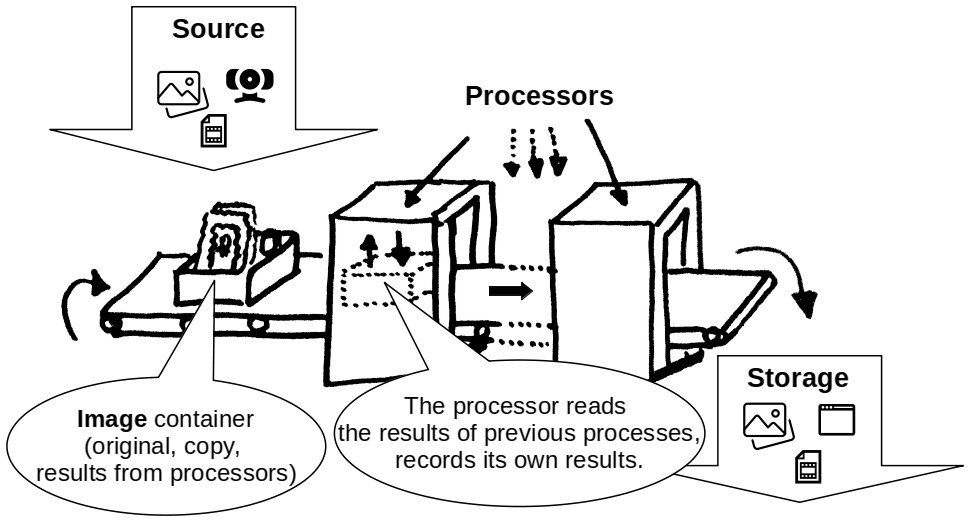 Source
Processors
Image container
(original, copy,
results from processors)
The processor reads
the results of previous processes,
records its own results.
Storage